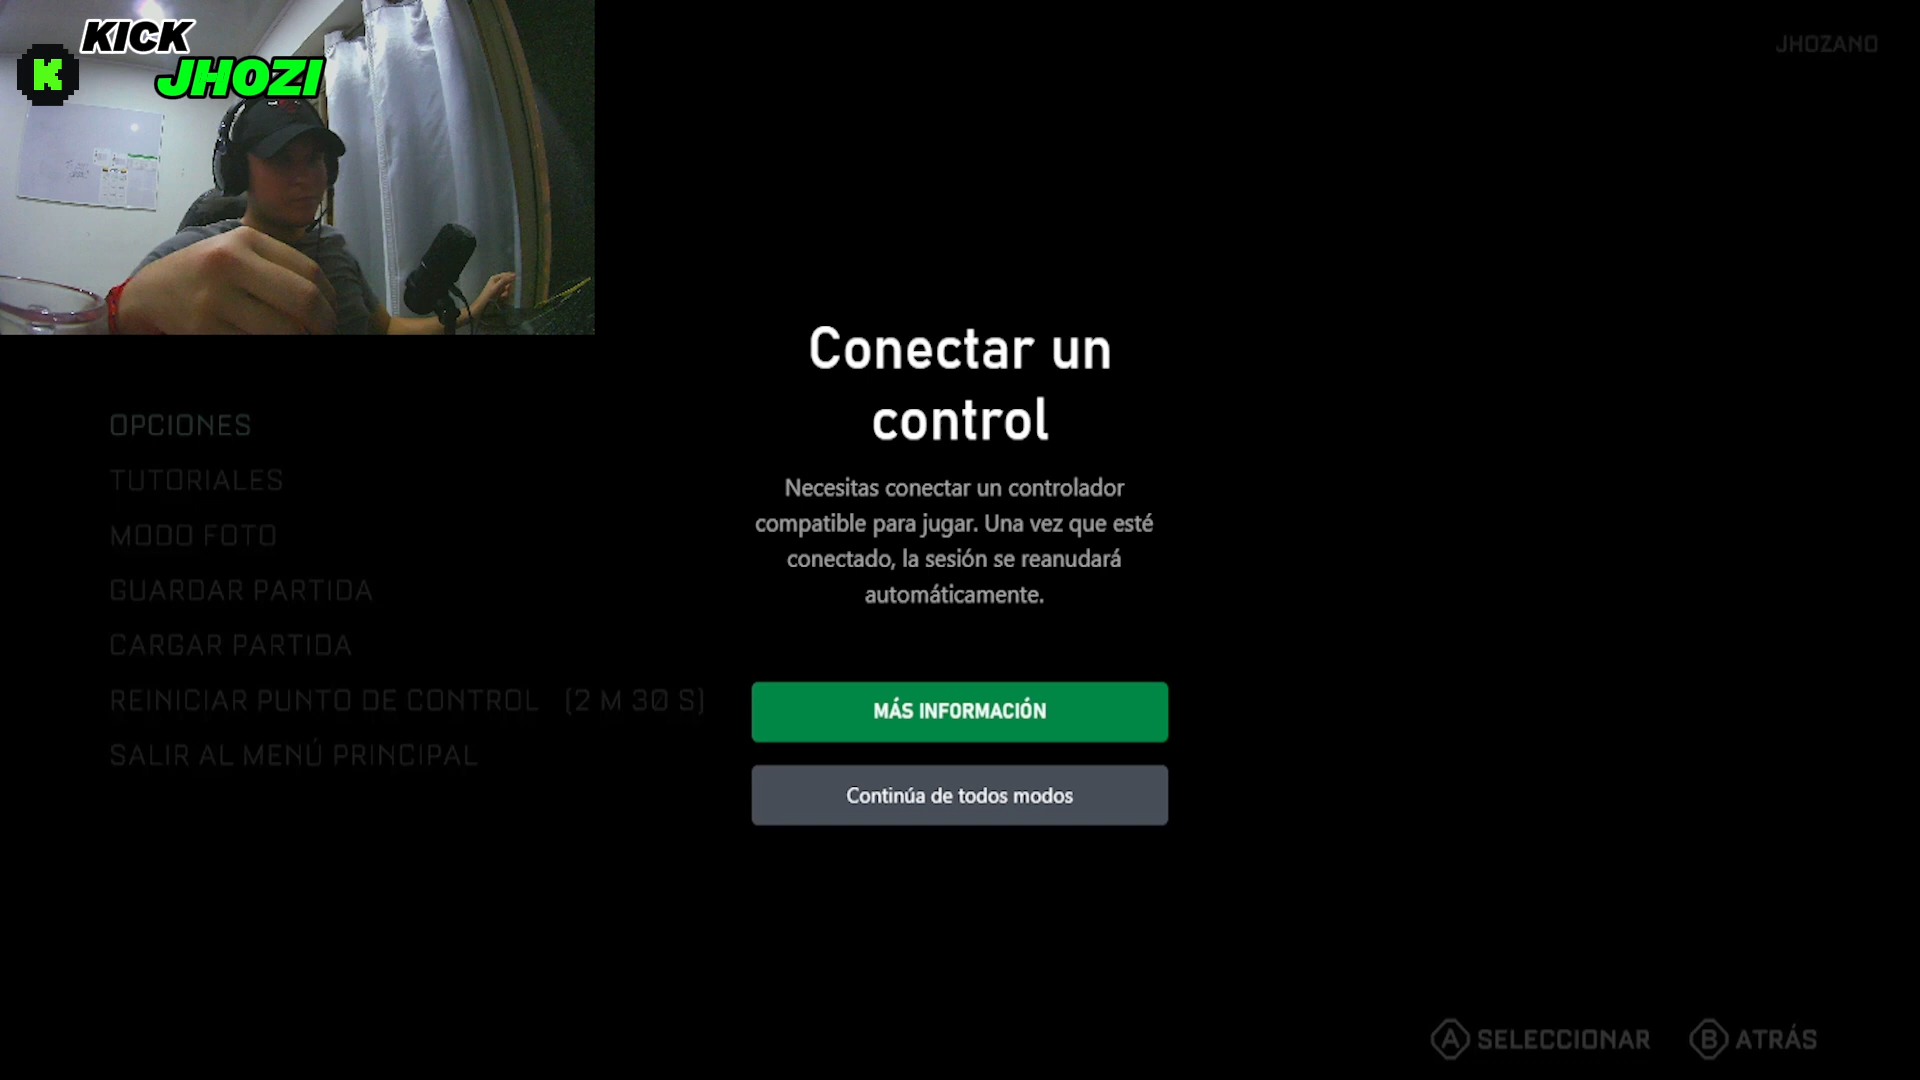 KICK
K
JHOZI
JHOZANO
Conectar un
control
Necesitas conectar un controlador
compatible para jugar. Una vez que esté
conectado, la sesión se reanudará
automáticamente.
MÁS INFORMACIÓN
Continúa de todos modos
OPCIONES
TUTORIALES
MODO FOTO
GUARDAR PARTIDA
CARGAR PARTIDA
REINICIAR PUNTO DE CONTROL (2 M 30 S)
SALIR AL MENÚ PRINCIPAL
A SELECCIONAR B ATRÁS